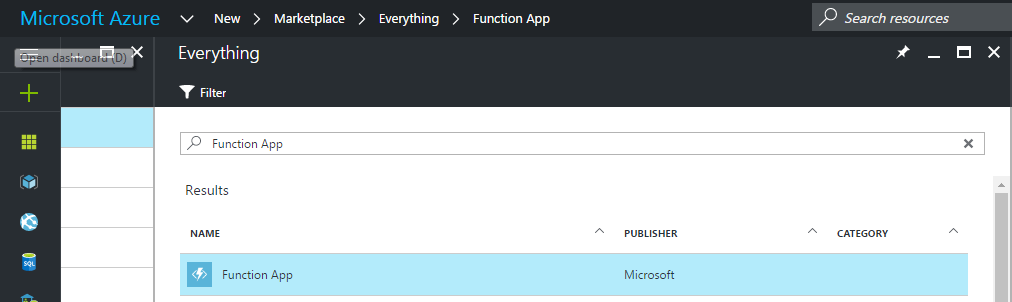 Microsoft Azure New > Marketplace > Everything > Function App Search resources
Open dashboard (D)
Everything
Filter
Function App
Results
NAME PUBLISHER CATEGORY
Function App Microsoft
SQL